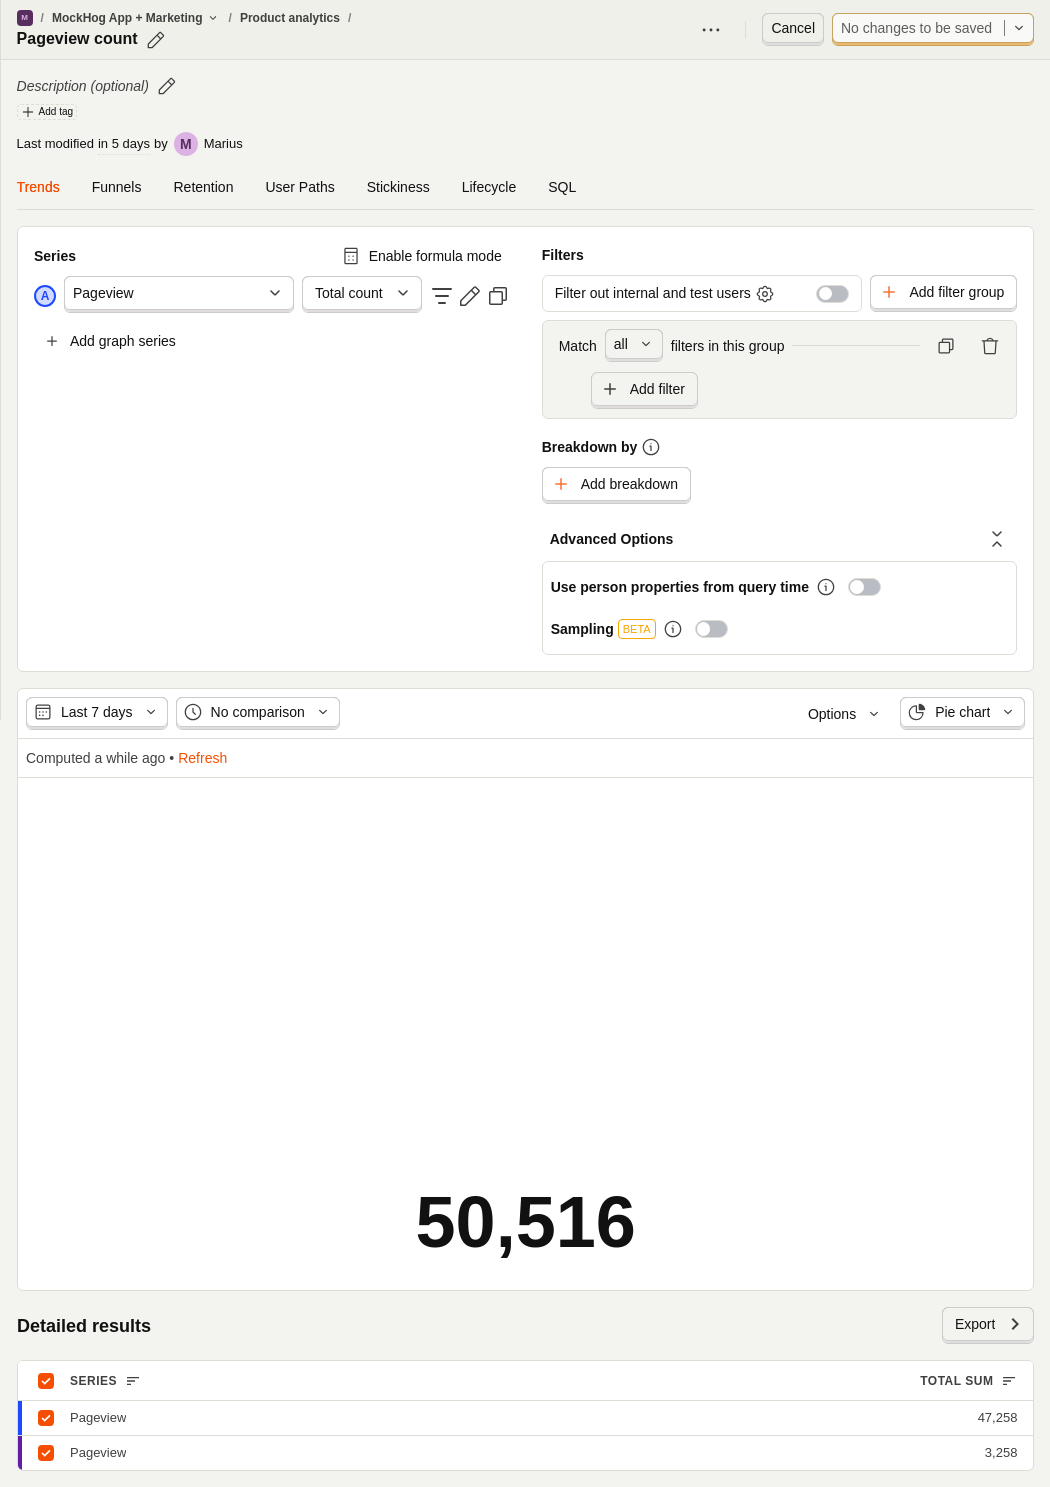 M / MockHog App + Marketing / Product analytics /
Pageview count
Cancel
No changes to be saved
Description (optional)
Add tag
Last modified in 5 days by M Marius
Trends Funnels Retention User Paths Stickiness Lifecycle SQL
Series
Enable formula mode
A Pageview Total count
Add graph series
Filters
Filter out internal and test users
Add filter group
Match all filters in this group
Add filter
Breakdown by
Add breakdown
Advanced Options
Use person properties from query time
Sampling BETA
Last 7 days No comparison Options Pie chart
Computed a while ago • Refresh
50,516
Detailed results
Export
SERIES TOTAL SUM
Pageview 47,258
Pageview 3,258